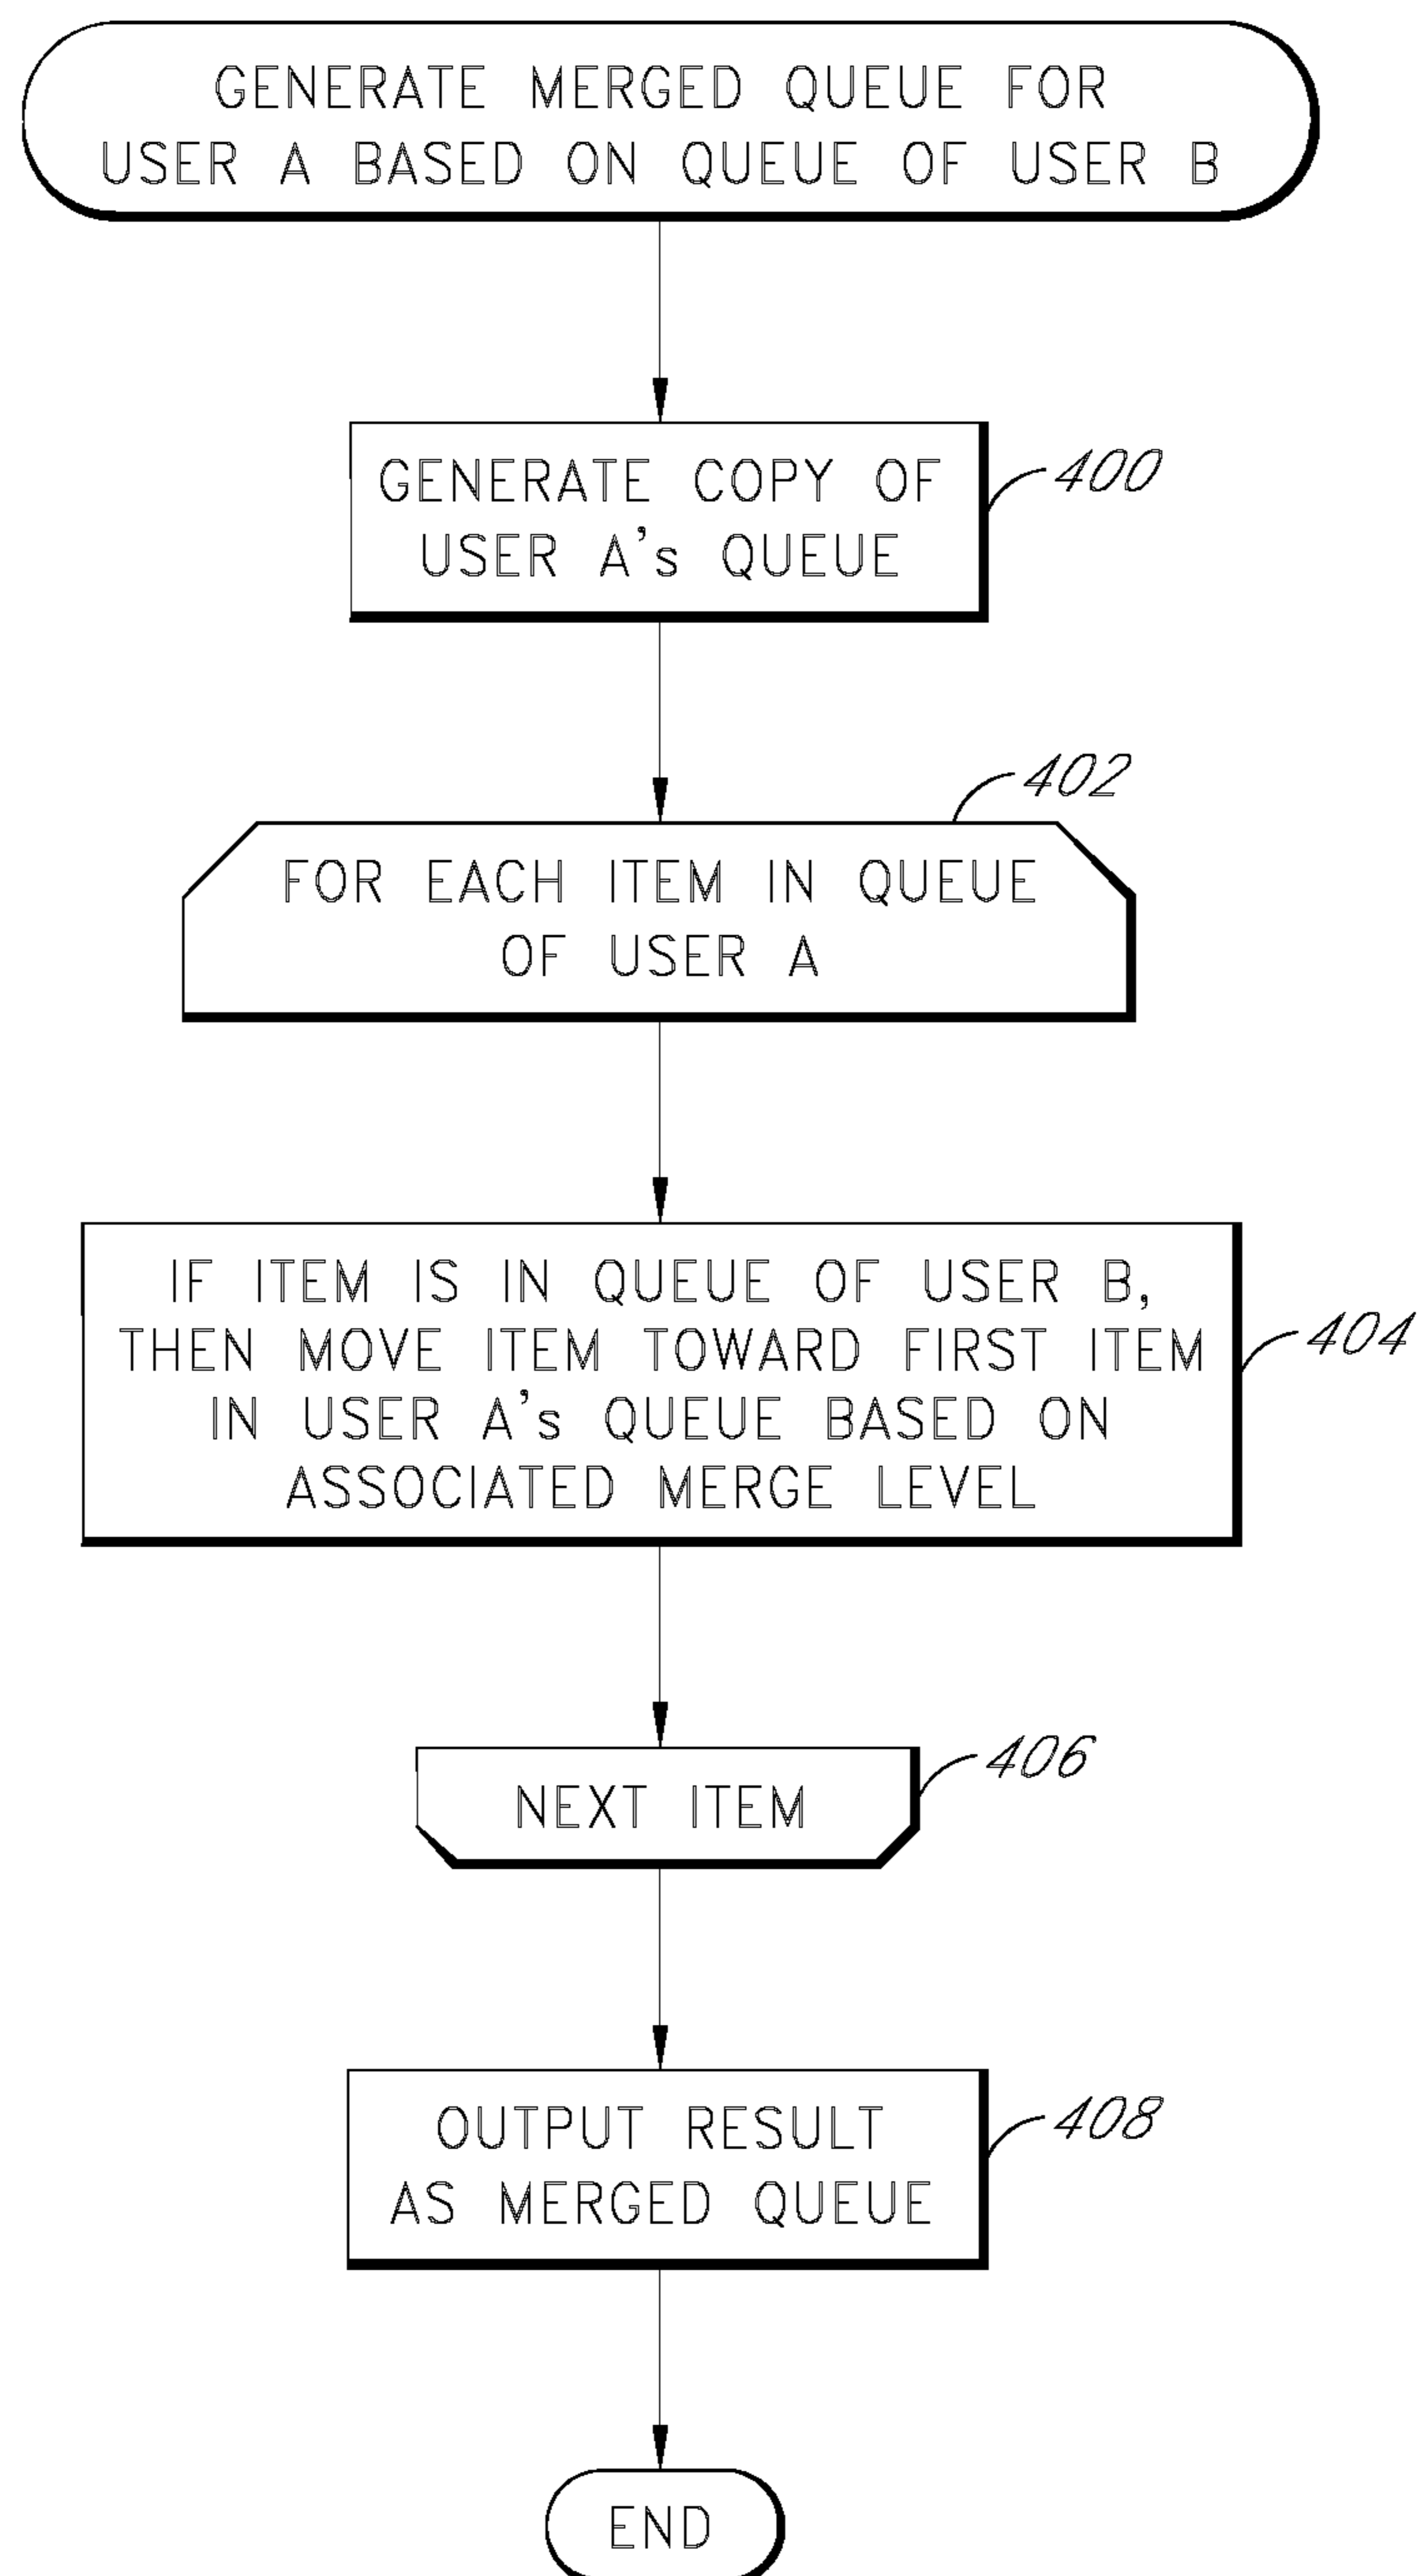 GENERATE MERGED QUEUE FOR
USER A BASED ON QUEUE OF USER B
GENERATE COPY OF
USER A's QUEUE
400
402
FOR EACH ITEM IN QUEUE
OF USER A
IF ITEM IS IN QUEUE OF USER B,
THEN MOVE ITEM TOWARD FIRST ITEM
IN USER A's QUEUE BASED ON
ASSOCIATED MERGE LEVEL
404
NEXT ITEM
406
OUTPUT RESULT
AS MERGED QUEUE
408
END